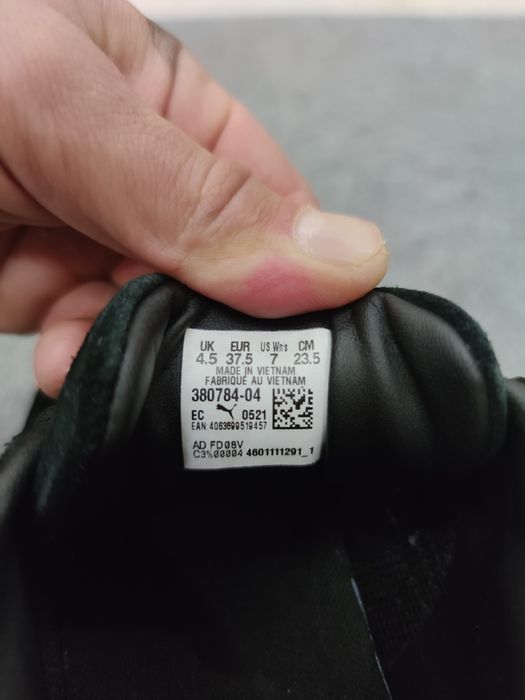 UK EUR US Wn's CM
4.5 37.5 7 23.5
MADE IN VIETNAM
FABRIQUÉ AU VIETNAM
380784-04
EC 0521
EAN: 4063699519457
AD FD08V
C3%00004 4601111291_1